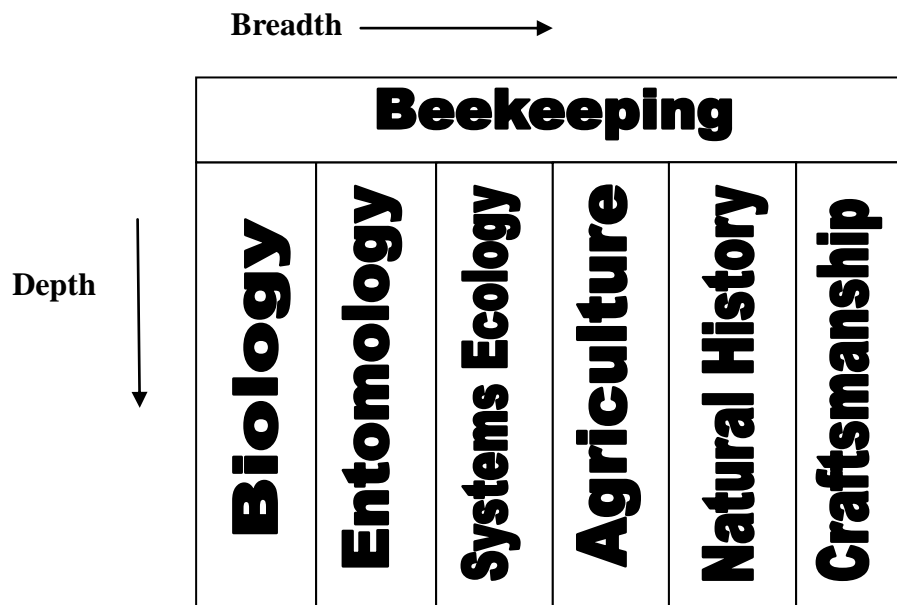 Breadth
Beekeeping
Depth
Biology
Entomology
Systems Ecology
Agriculture
Natural History
Craftsmanship